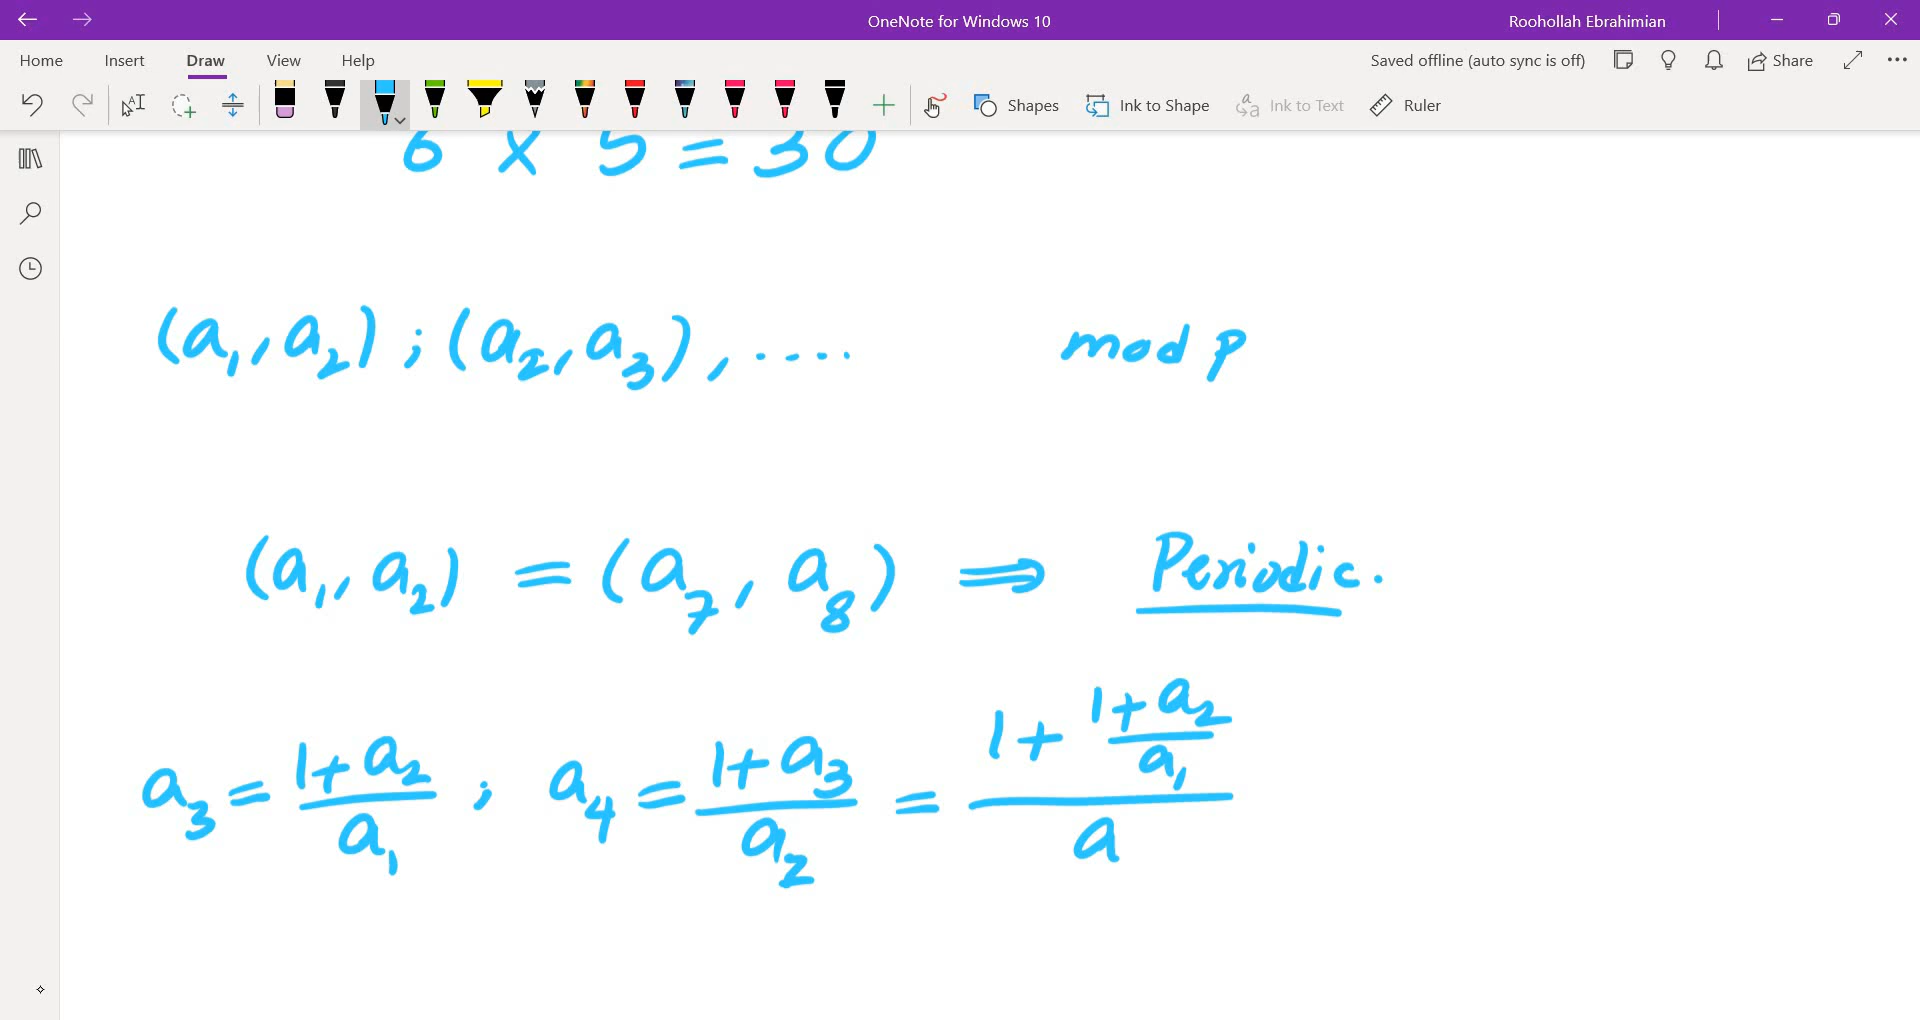 OneNote for Windows 10
Roohollah Ebrahimian
Home Insert Draw View Help
Saved offline (auto sync is off) Share
Shapes Ink to Shape Ink to Text Ruler
6 x 5 = 30
(a₁, a₂) ; (a₂, a₃), .... mod p
(a₁, a₂) = (a₇, a₈) ⟹ Periodic.
a₃ = (1+a₂)/a₁ ; a₄ = (1+a₃)/a₂ = (1+(1+a₂)/a₁)/a